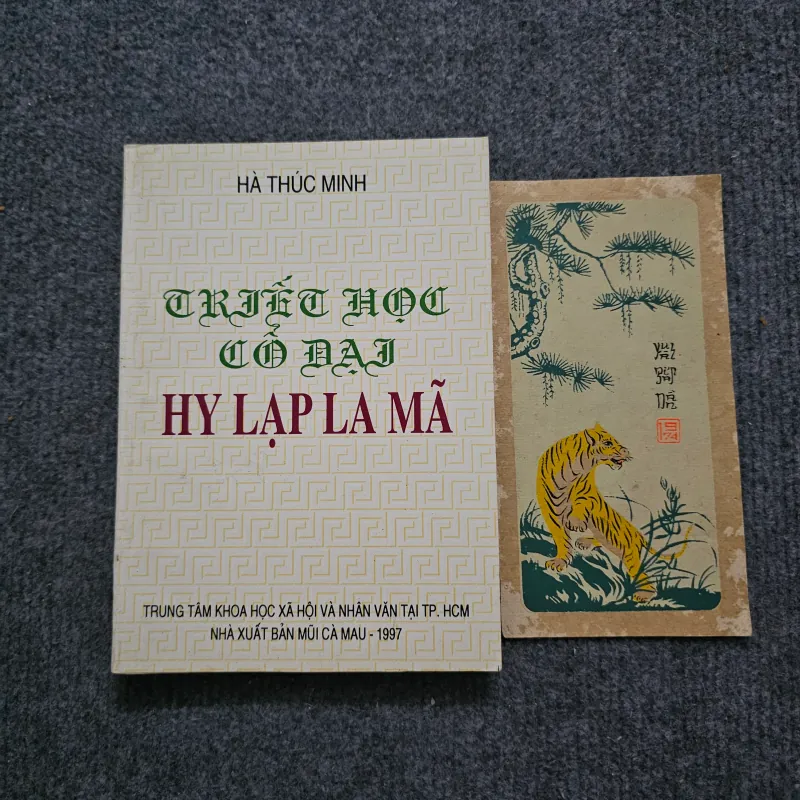 HÀ THÚC MINH
TRIẾT HỌC
CỔ ĐẠI
HY LẠP LA MÃ
TRUNG TÂM KHOA HỌC XÃ HỘI VÀ NHÂN VĂN TẠI TP. HCM
NHÀ XUẤT BẢN MŨI CÀ MAU - 1997